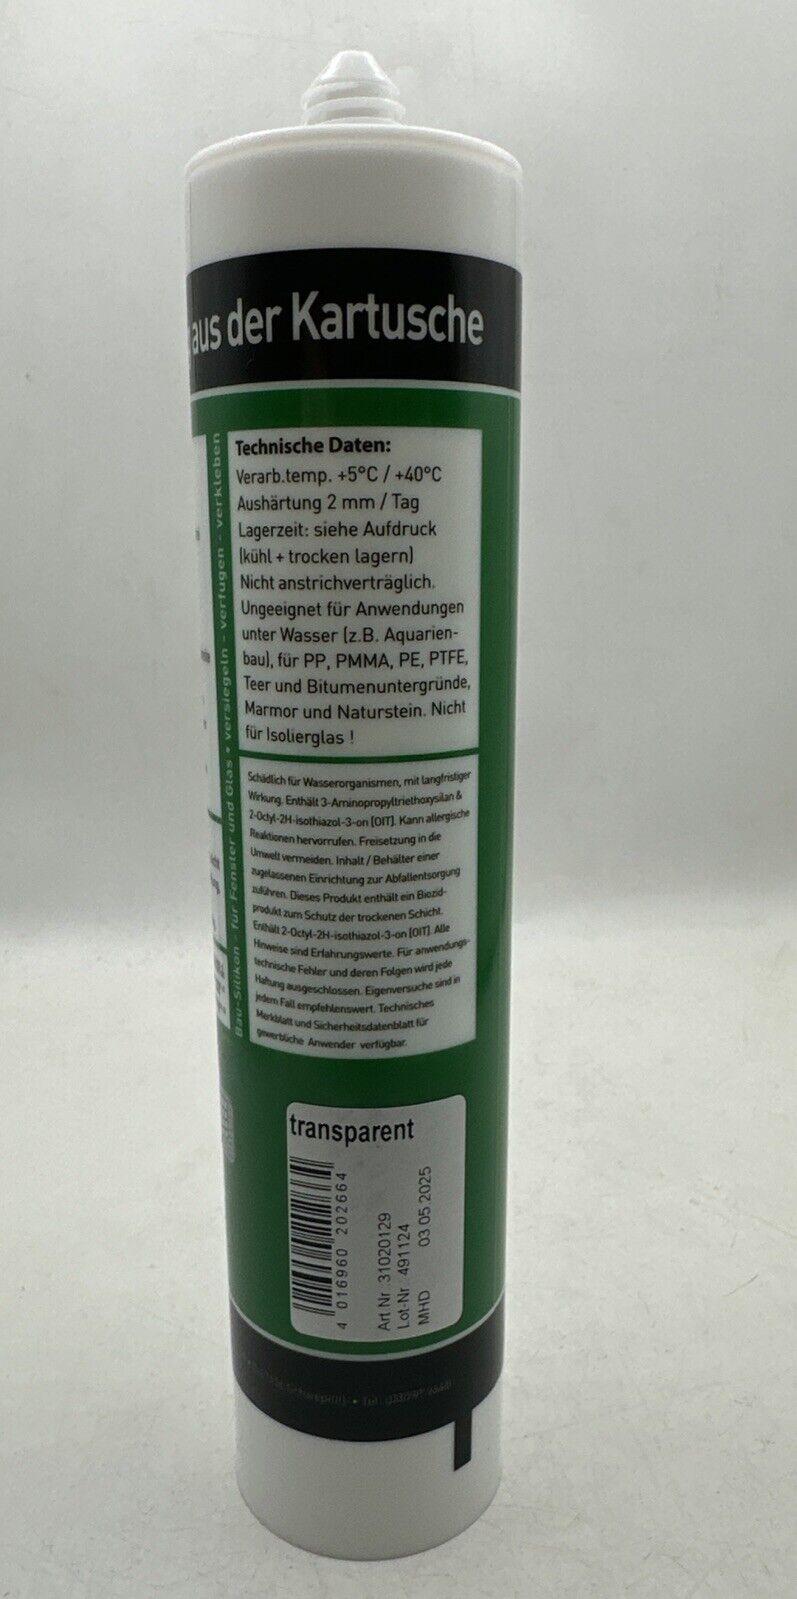 aus der Kartusche
Bau-Silikon - für Fenster und Glas • versiegeln - verfugen - verkleben
Technische Daten:
Verarb.temp. +5°C / +40°C
Aushärtung 2 mm / Tag
Lagerzeit: siehe Aufdruck
(kühl + trocken lagern)
Nicht anstrichverträglich.
Ungeeignet für Anwendungen
unter Wasser (z.B. Aquarien-
bau), für PP, PMMA, PE, PTFE,
Teer und Bitumenuntergründe,
Marmor und Naturstein. Nicht
für Isolierglas !
Schädlich für Wasserorganismen, mit langfristiger
Wirkung. Enthält 3-Aminopropyltriethoxysilan &
2-Octyl-2H-isothiazol-3-on (OIT). Kann allergische
Reaktionen hervorrufen. Freisetzung in die
Umwelt vermeiden. Inhalt / Behälter einer
zugelassenen Einrichtung zur Abfallentsorgung
zuführen. Dieses Produkt enthält ein Biozid-
produkt zum Schutz der trockenen Schicht.
Enthält 2-Octyl-2H-isothiazol-3-on (OIT). Alle
Hinweise sind Erfahrungswerte. Für anwendungs-
technische Fehler und deren Folgen wird jede
Haftung ausgeschlossen. Eigenversuche sind in
jedem Fall empfehlenswert. Technisches
Merkblatt und Sicherheitsdatenblatt für
gewerbliche Anwender verfügbar.
transparent
4 016960 202664
Art Nr 31020129
Lot-Nr 491124
MHD 03 05 2025